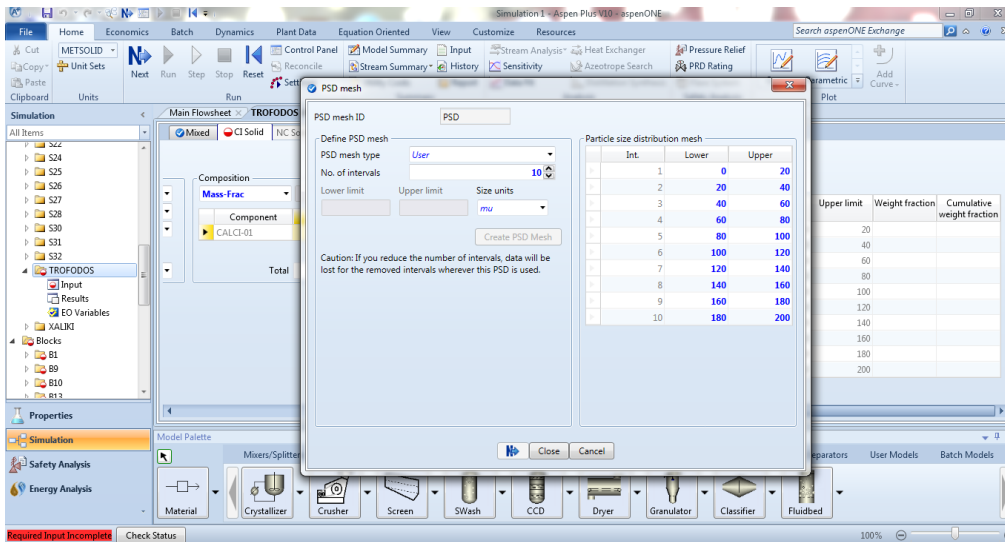 Simulation 1 - Aspen Plus V10 - aspenONE
File Home Economics Batch Dynamics Plant Data Equation Oriented View Customize Resources Search aspenONE Exchange
Cut METSOLID Next Run Step Stop Reset Control Panel Model Summary Input Stream Analysis Heat Exchanger Pressure Relief
Copy Unit Sets Reconcile Stream Summary History Sensitivity Azeotrope Search PRD Rating Add
Paste Sett Curve
Clipboard Units Run Plot
Simulation Main Flowsheet TROFODOS
All Items Mixed CI Solid NC So
S22
S24
S25
S26
S27
S28
S30
S31
S32
TROFODOS
Input
Results
EO Variables
XALIKI
Blocks
B1
B9
B10
B13
Properties
Simulation
Safety Analysis
Energy Analysis
Composition
Mass-Frac
Component
CALCI-01
Total
PSD mesh
PSD mesh ID PSD
Define PSD mesh
PSD mesh type User
No. of intervals 10
Lower limit Upper limit Size units
mu
Create PSD Mesh
Caution: If you reduce the number of intervals, data will be
lost for the removed intervals wherever this PSD is used.
Particle size distribution mesh
Int. Lower Upper
1 0 20
2 20 40
3 40 60
4 60 80
5 80 100
6 100 120
7 120 140
8 140 160
9 160 180
10 180 200
Close Cancel
Upper limit Weight fraction Cumulative
weight fraction
20
40
60
80
100
120
140
160
180
200
Model Palette
Mixers/Splitter User Models Batch Models
Material Crystallizer Crusher Screen SWash CCD Dryer Granulator Classifier Fluidbed
Required Input Incomplete Check Status 100%